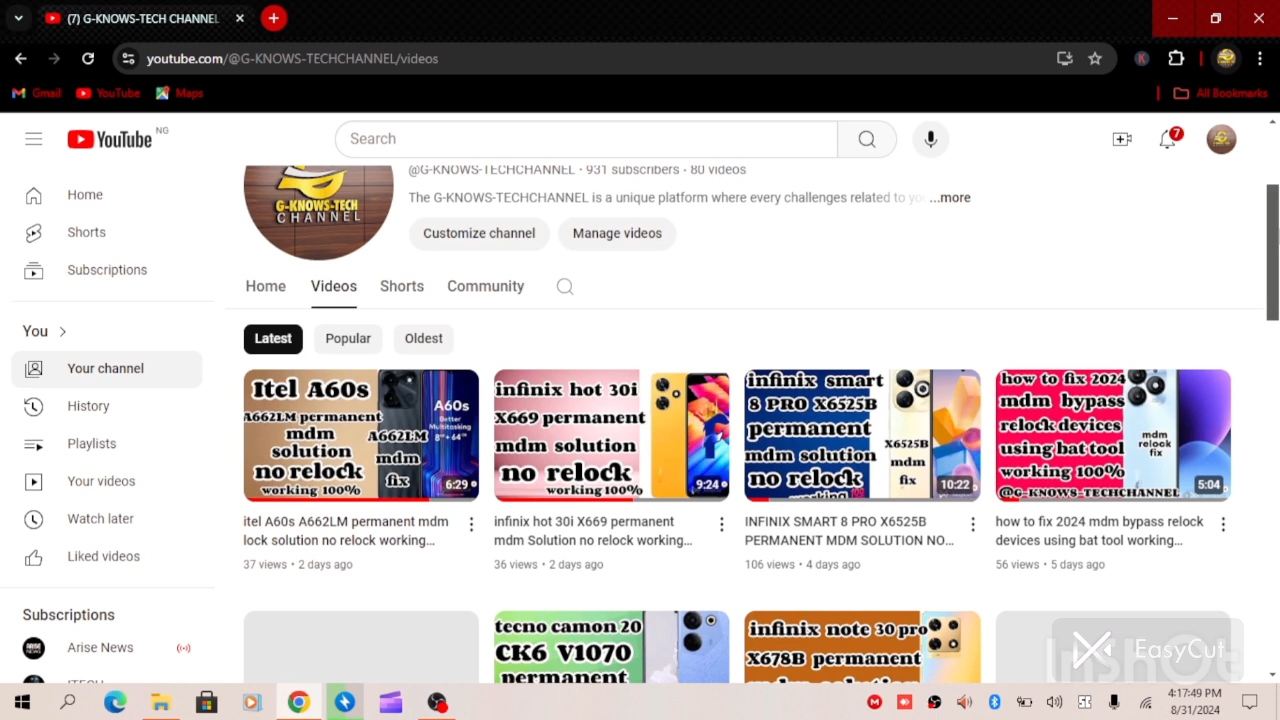 (7) G-KNOWS-TECH CHANNEL
youtube.com/@G-KNOWS-TECHCHANNEL/videos
K
Gmail
YouTube
Maps
All Bookmarks
YouTube NG
Search
7
Home
Shorts
Subscriptions
You
Your channel
History
Playlists
Your videos
Watch later
Liked videos
Subscriptions
Arise News
G-KNOWS-TECH
CHANNEL
@G-KNOWS-TECHCHANNEL • 931 subscribers • 80 videos
The G-KNOWS-TECHCHANNEL is a unique platform where every challenges related to ...more
Customize channel
Manage videos
Home
Videos
Shorts
Community
Latest
Popular
Oldest
Itel A60s
A662LM permanent
mdm
solution
no relock
working 100%
A662LM
mdm
fix
A60s
Better
Multitasking
8"+64"
6:29
itel A60s A662LM permanent mdm
lock solution no relock working...
37 views • 2 days ago
infinix hot 30i
X669 permanent
mdm solution
no relock
working 100%
9:24
infinix hot 30i X669 permanent
mdm Solution no relock working...
36 views • 2 days ago
infinix smart
8 PRO X6525B
permanent
mdm solution
no relock
X6525B
mdm
fix
10:22
INFINIX SMART 8 PRO X6525B
PERMANENT MDM SOLUTION NO...
106 views • 4 days ago
how to fix 2024
mdm bypass
relock devices
using bat tool
working 100%
@G-KNOWS-TECHCHANNEL
mdm
relock
fix
5:04
how to fix 2024 mdm bypass relock
devices using bat tool working...
56 views • 5 days ago
tecno camon 20
CK6 V1070
permanent
infinix note 30 pro
X678B permanent
EasyCut
InShOt
4:17:49 PM
8/31/2024